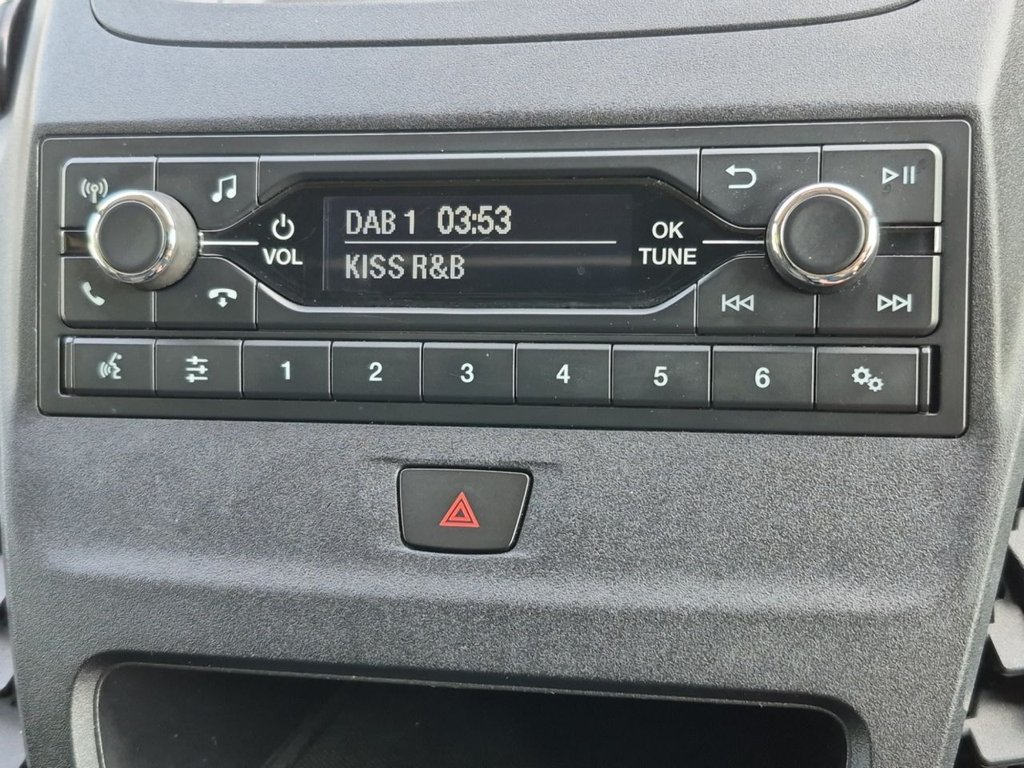 DAB 1 03:53
KISS R&B
VOL
OK
TUNE
1 2 3 4 5 6